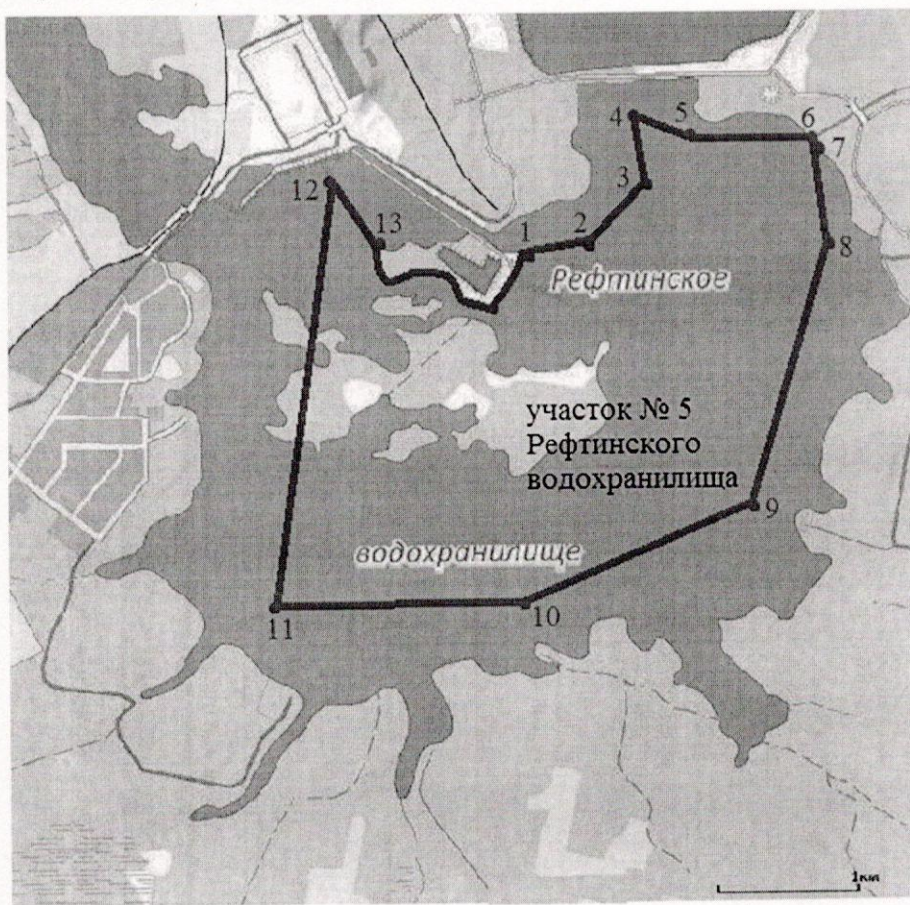 4
5
6
7
12
3
13
1
2
8
Рефтинское
участок № 5
Рефтинского
водохранилища
9
водохранилище
10
11
1км